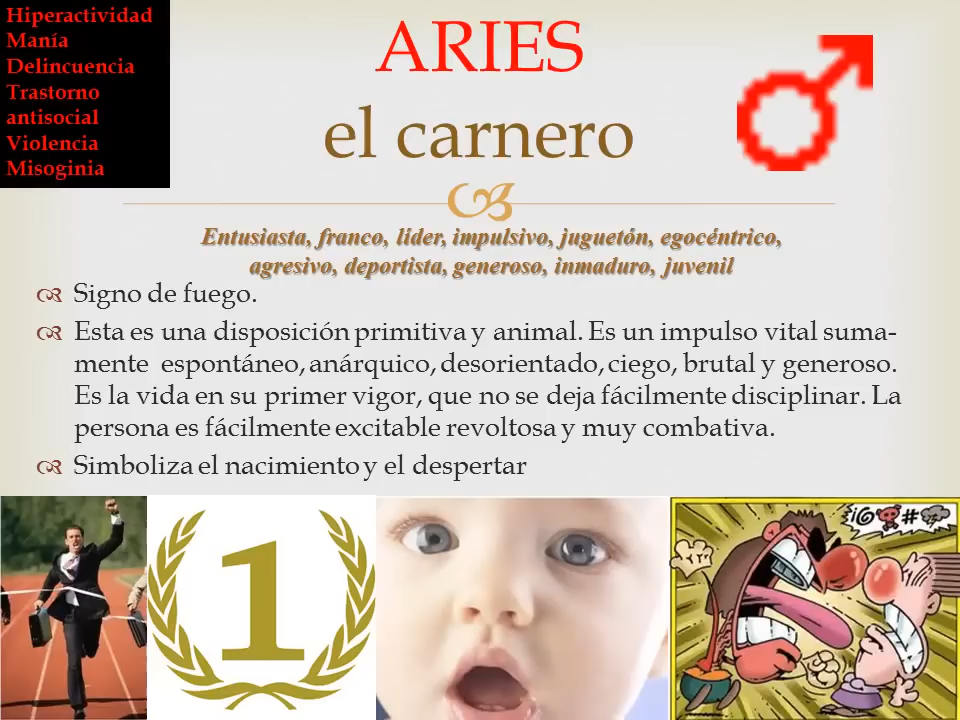 Hiperactividad
Manía
Delincuencia
Trastorno
antisocial
Violencia
Misoginia
ARIES
el carnero
Entusiasta, franco, líder, impulsivo, juguetón, egocéntrico,
agresivo, deportista, generoso, inmaduro, juvenil
Signo de fuego.
Esta es una disposición primitiva y animal. Es un impulso vital suma-
mente espontáneo, anárquico, desorientado, ciego, brutal y generoso.
Es la vida en su primer vigor, que no se deja fácilmente disciplinar. La
persona es fácilmente excitable revoltosa y muy combativa.
Simboliza el nacimiento y el despertar
1